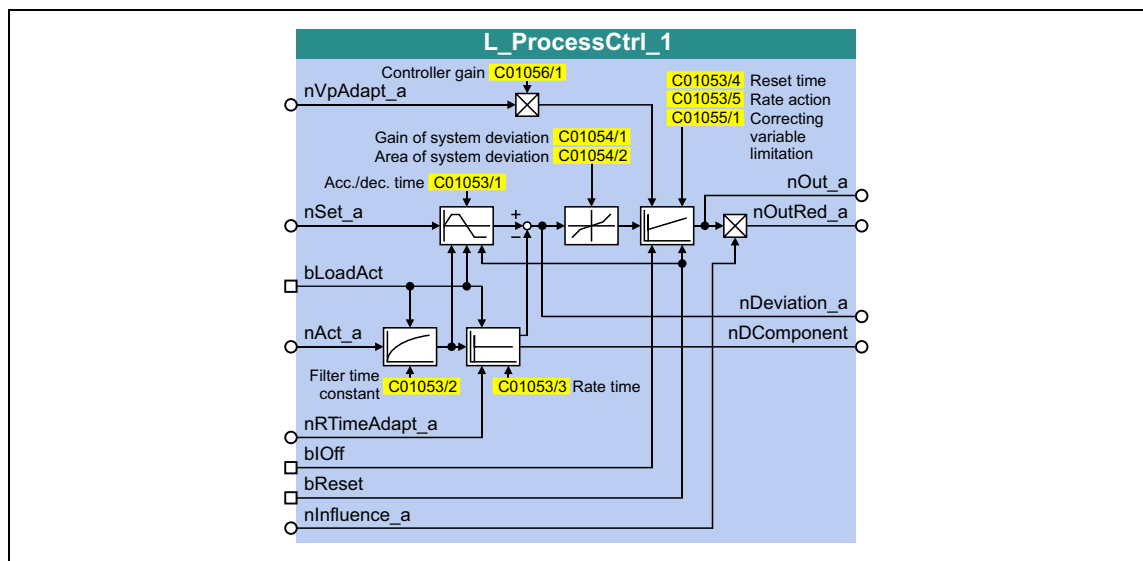 L_ProcessCtrl_1
Controller gain C01056/1
nVpAdapt_a
C01053/4 Reset time
C01053/5 Rate action
C01055/1 Correcting
variable
limitation
Gain of system deviation C01054/1
Area of system deviation C01054/2
Acc./dec. time C01053/1
nOut_a
nSet_a
+
−
nOutRed_a
bLoadAct
nDeviation_a
nAct_a
nDComponent
Filter time
constant C01053/2
C01053/3 Rate time
nRTimeAdapt_a
bIOff
bReset
nInfluence_a